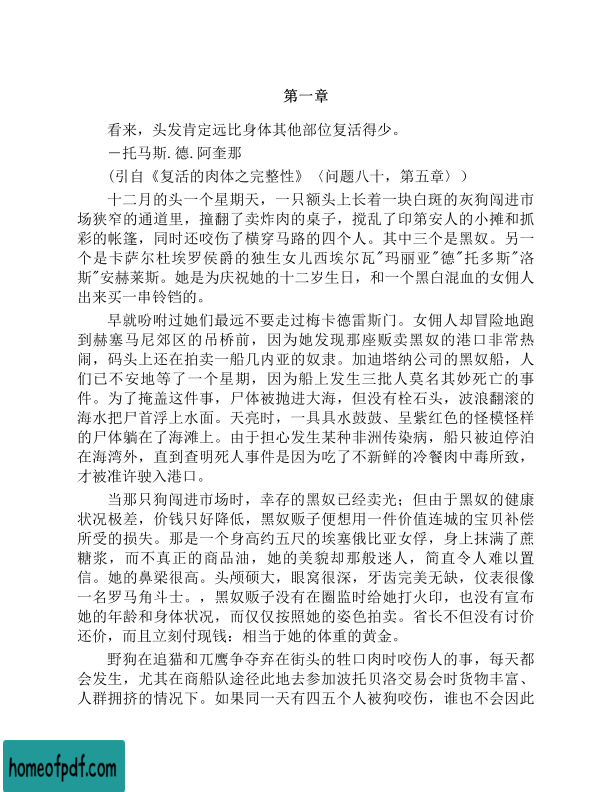 第一章
看来，头发肯定远比身体其他部位复活得少。
－托马斯.德.阿奎那
(引自《复活的肉体之完整性》〈问题八十，第五章〉）
十二月的头一个星期天，一只额头上长着一块白斑的灰狗闯进市
场狭窄的通道里，撞翻了卖炸肉的桌子，搅乱了印第安人的小摊和抓
彩的帐篷，同时还咬伤了横穿马路的四个人。其中三个是黑奴。另一
个是卡萨尔杜埃罗侯爵的独生女儿西埃尔瓦"玛丽亚"德"托多斯"洛
斯"安赫莱斯。她是为庆祝她的十二岁生日，和一个黑白混血的女佣人
出来买一串铃铛的。
早就吩咐过她们最远不要走过梅卡德雷斯门。女佣人却冒险地跑
到赫塞马尼郊区的吊桥前，因为她发现那座贩卖黑奴的港口非常热
闹，码头上还在拍卖一船几内亚的奴隶。加迪塔纳公司的黑奴船，人
们已不安地等了一个星期，因为船上发生三批人莫名其妙死亡的事
件。为了掩盖这件事，尸体被抛进大海，但没有栓石头，波浪翻滚的
海水把尸首浮上水面。天亮时，一具具水鼓鼓、呈紫红色的怪模怪样
的尸体躺在了海滩上。由于担心发生某种非洲传染病，船只被迫停泊
在海湾外，直到查明死人事件是因为吃了不新鲜的冷餐肉中毒所致，
才被准许驶入港口。
当那只狗闯进市场时，幸存的黑奴已经卖光；但由于黑奴的健康
状况极差，价钱只好降低，黑奴贩子便想用一件价值连城的宝贝补偿
所受的损失。那是一个身高约五尺的埃塞俄比亚女俘，身上抹满了蔗
糖浆，而不真正的商品油，她的美貌却那般迷人，简直令人难以置
信。她的鼻梁很高。头颅硕大，眼窝很深，牙齿完美无缺，仪表很像
一名罗马角斗士。，黑奴贩子没有在圈监时给她打火印，也没有宣布
她的年龄和身体状况，而仅仅按照她的姿色拍卖。省长不但没有讨价
还价，而且立刻付现钱：相当于她的体重的黄金。
野狗在追猫和兀鹰争夺弃在街头的牲口肉时咬伤人的事，每天都
会发生，尤其在商船队途径此地去参加波托贝洛交易会时货物丰富、
人群拥挤的情况下。如果同一天有四五个人被狗咬伤，谁也不会因此
homeofpdf.com